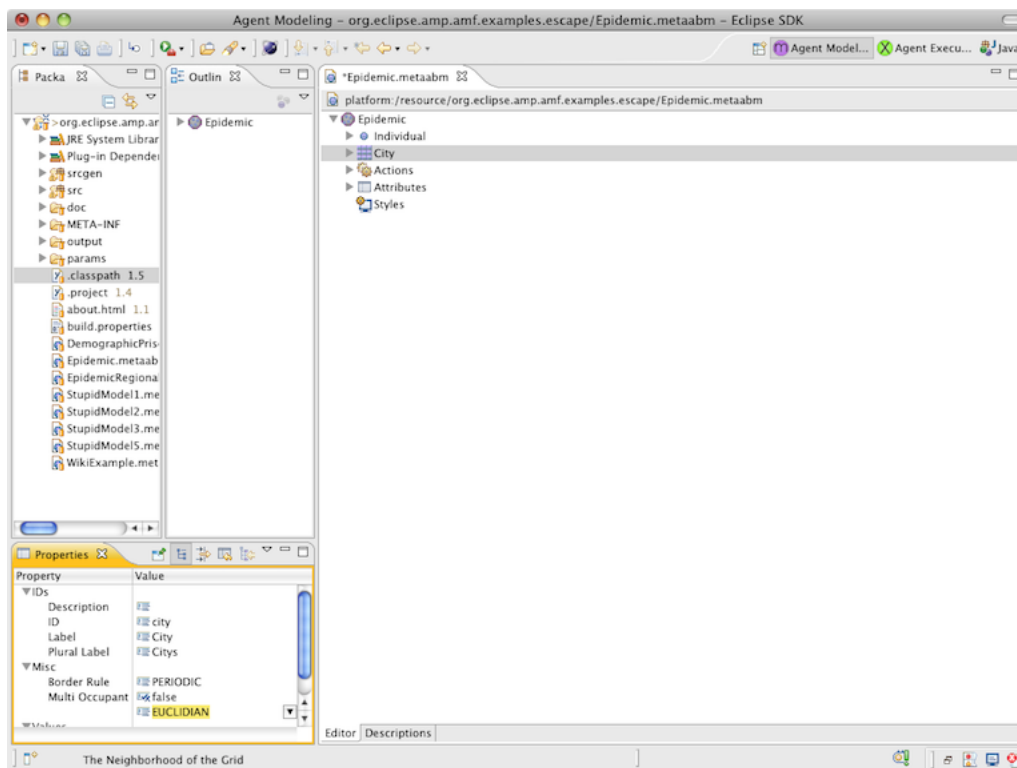 Agent Modeling – org.eclipse.amp.amf.examples.escape/Epidemic.metaabm – Eclipse SDK
Agent Model...
Agent Execu...
Java
Packa
Outlin
*Epidemic.metaabm
platform:/resource/org.eclipse.amp.amf.examples.escape/Epidemic.metaabm
>org.eclipse.amp.ar
JRE System Librar
Plug-in Depende
srcgen
src
doc
META-INF
output
params
.classpath 1.5
.project 1.4
about.html 1.1
build.properties
DemographicPris
Epidemic.metaab
EpidemicRegiona
StupidModel1.me
StupidModel2.me
StupidModel3.me
StupidModel5.me
WikiExample.met
Epidemic
Epidemic
Individual
City
Actions
Attributes
Styles
Properties
Property Value
IDs
Description
ID city
Label City
Plural Label Citys
Misc
Border Rule PERIODIC
Multi Occupant false
EUCLIDIAN
Values
Editor Descriptions
The Neighborhood of the Grid